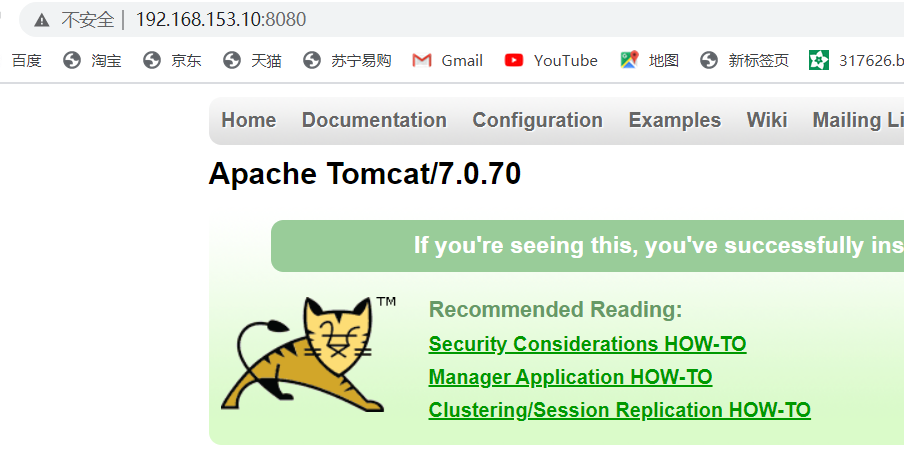 不安全 | 192.168.153.10:8080
百度 淘宝 京东 天猫 苏宁易购 Gmail YouTube 地图 新标签页 317626.b
Home Documentation Configuration Examples Wiki Mailing Li
Apache Tomcat/7.0.70
If you're seeing this, you've successfully ins
TM
Recommended Reading:
Security Considerations HOW-TO
Manager Application HOW-TO
Clustering/Session Replication HOW-TO